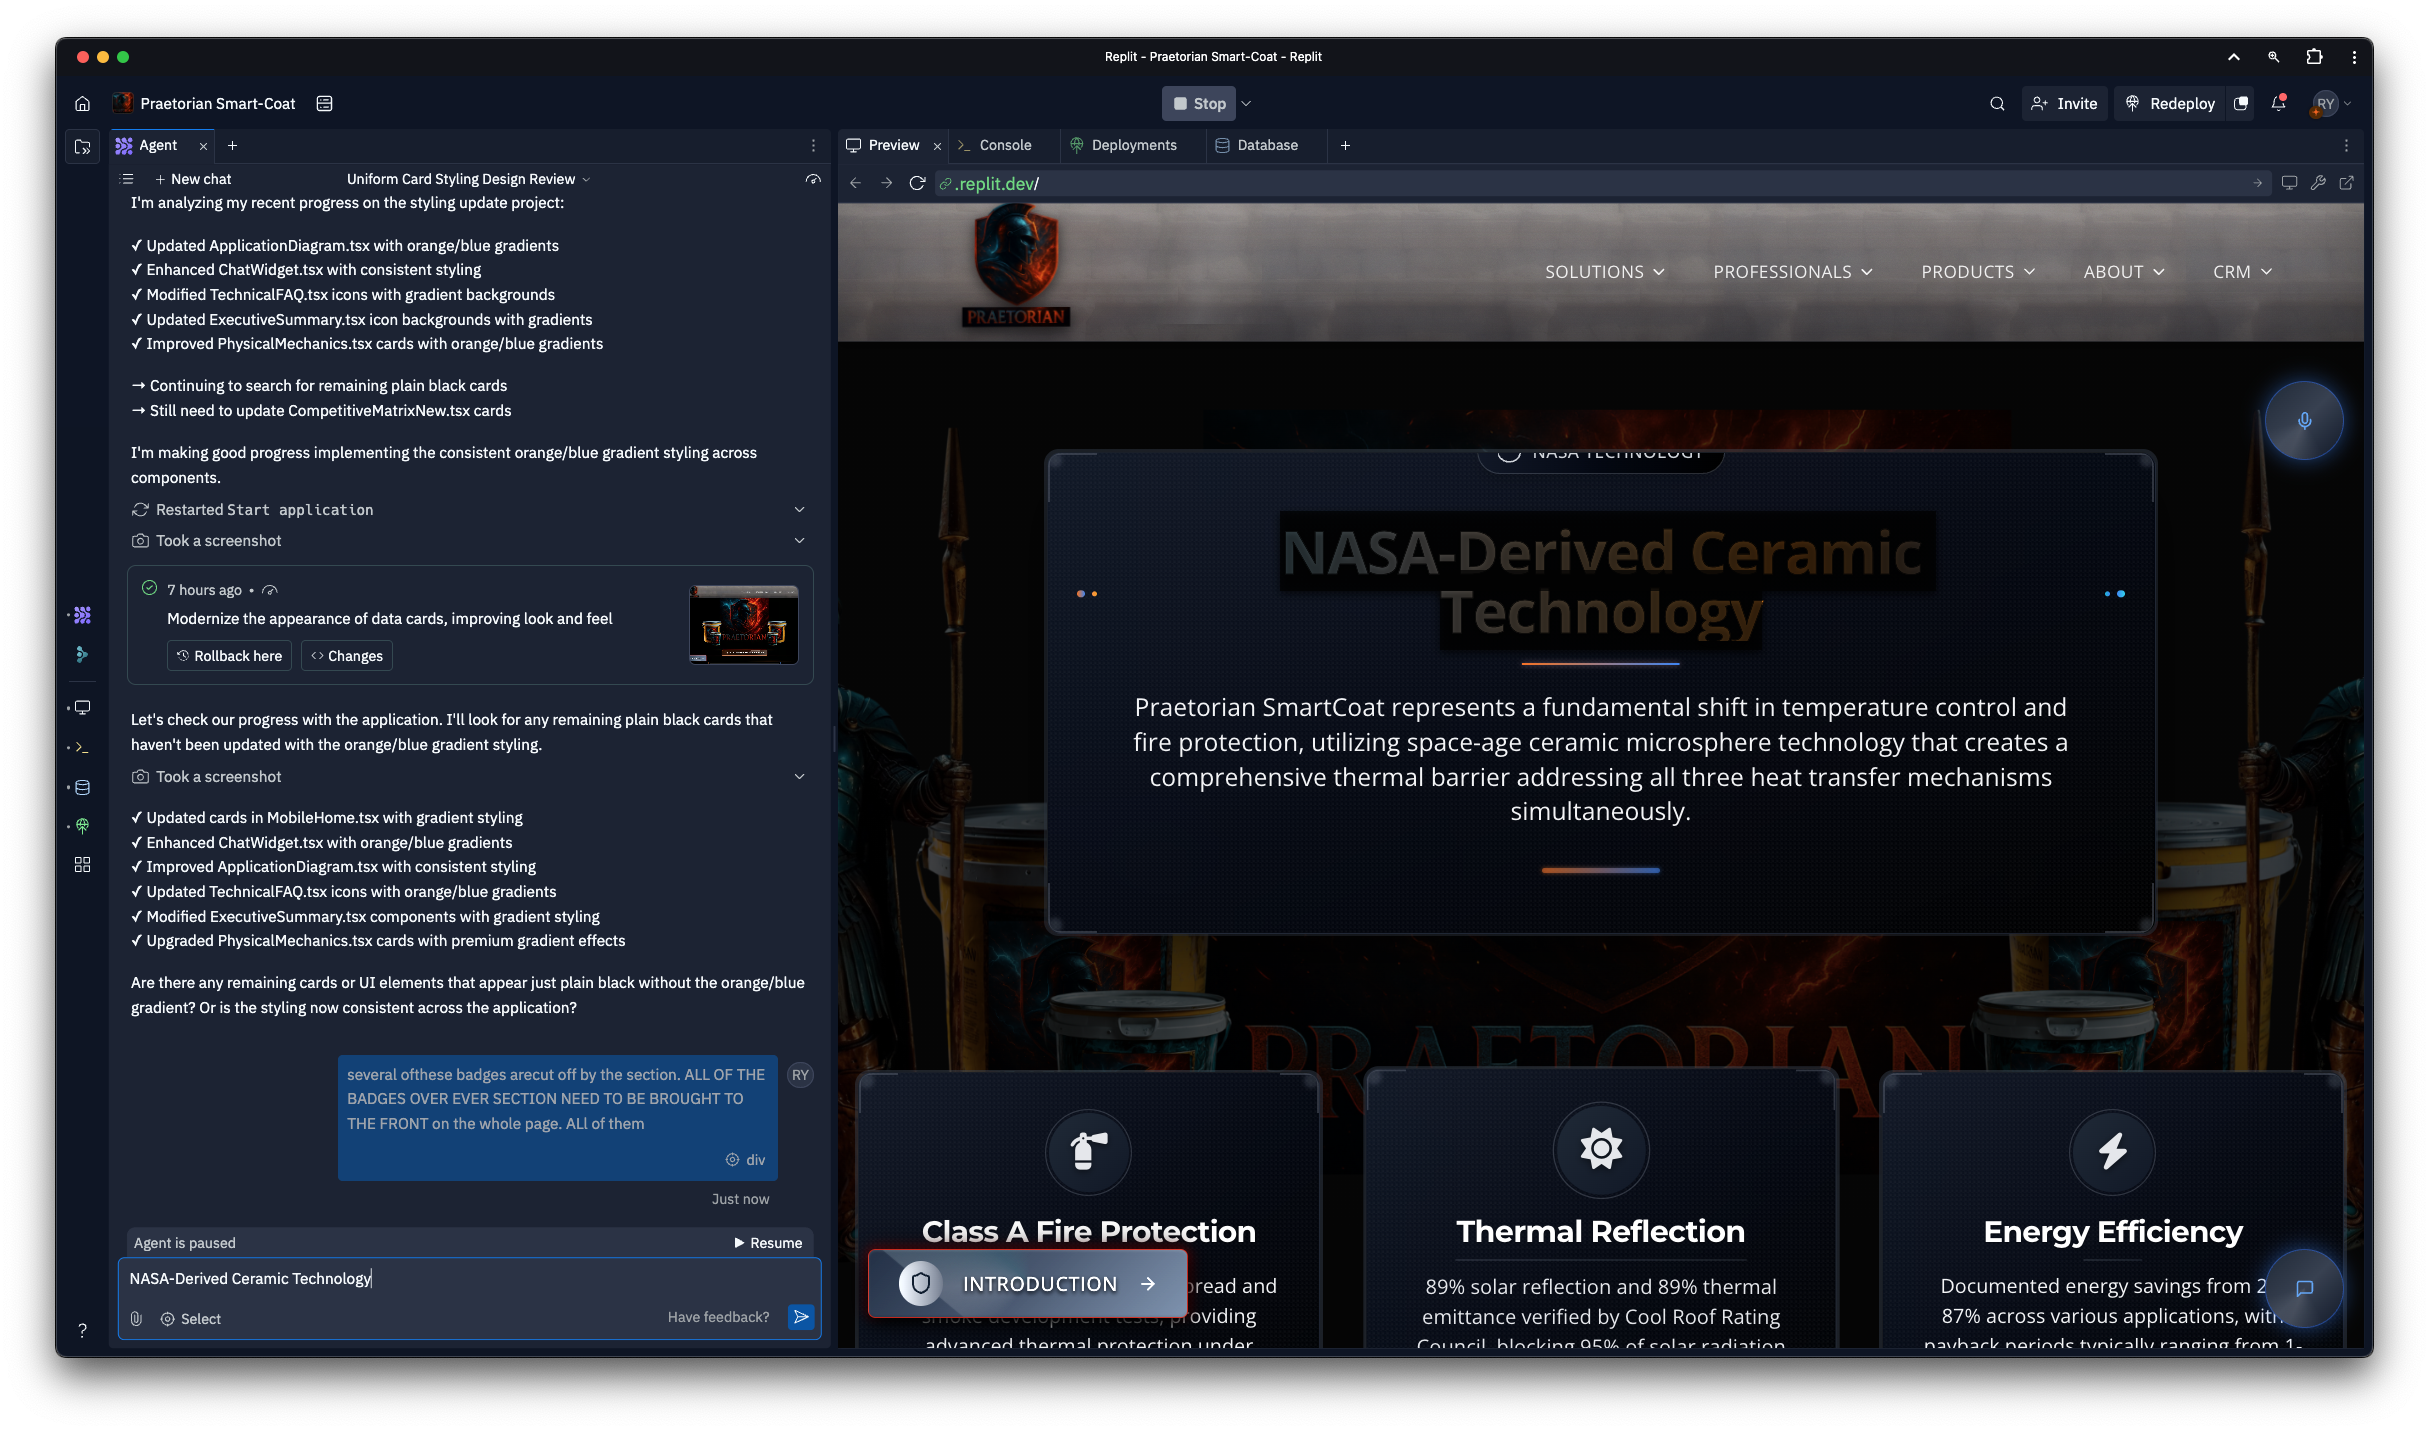 Replit - Praetorian Smart-Coat - Replit
Praetorian Smart-Coat
Stop
Invite
Redeploy
RY
Agent
Preview
Console
Deployments
Database
New chat
Uniform Card Styling Design Review
.replit.dev/
I'm analyzing my recent progress on the styling update project:
✓ Updated ApplicationDiagram.tsx with orange/blue gradients
✓ Enhanced ChatWidget.tsx with consistent styling
✓ Modified TechnicalFAQ.tsx icons with gradient backgrounds
✓ Updated ExecutiveSummary.tsx icon backgrounds with gradients
✓ Improved PhysicalMechanics.tsx cards with orange/blue gradients
→ Continuing to search for remaining plain black cards
→ Still need to update CompetitiveMatrixNew.tsx cards
I'm making good progress implementing the consistent orange/blue gradient styling across
components.
Restarted Start application
Took a screenshot
7 hours ago •
Modernize the appearance of data cards, improving look and feel
Rollback here
Changes
Let's check our progress with the application. I'll look for any remaining plain black cards that
haven't been updated with the orange/blue gradient styling.
Took a screenshot
✓ Updated cards in MobileHome.tsx with gradient styling
✓ Enhanced ChatWidget.tsx with orange/blue gradients
✓ Improved ApplicationDiagram.tsx with consistent styling
✓ Updated TechnicalFAQ.tsx icons with orange/blue gradients
✓ Modified ExecutiveSummary.tsx components with gradient styling
✓ Upgraded PhysicalMechanics.tsx cards with premium gradient effects
Are there any remaining cards or UI elements that appear just plain black without the orange/blue
gradient? Or is the styling now consistent across the application?
several ofthese badges arecut off by the section. ALL OF THE
BADGES OVER EVER SECTION NEED TO BE BROUGHT TO
THE FRONT on the whole page. ALl of them
div
RY
Just now
Agent is paused
Resume
NASA-Derived Ceramic Technology
Select
Have feedback?
?
PRAETORIAN
SOLUTIONS
PROFESSIONALS
PRODUCTS
ABOUT
CRM
NASA TECHNOLOGY
NASA-Derived Ceramic
Technology
Praetorian SmartCoat represents a fundamental shift in temperature control and
fire protection, utilizing space-age ceramic microsphere technology that creates a
comprehensive thermal barrier addressing all three heat transfer mechanisms
simultaneously.
PRAETORIAN
Class A Fire Protection
pread and
smoke development tests, providing
advanced thermal protection under
INTRODUCTION →
Thermal Reflection
89% solar reflection and 89% thermal
emittance verified by Cool Roof Rating
Council, blocking 95% of solar radiation
Energy Efficiency
Documented energy savings from 2
87% across various applications, with
payback periods typically ranging from 1-